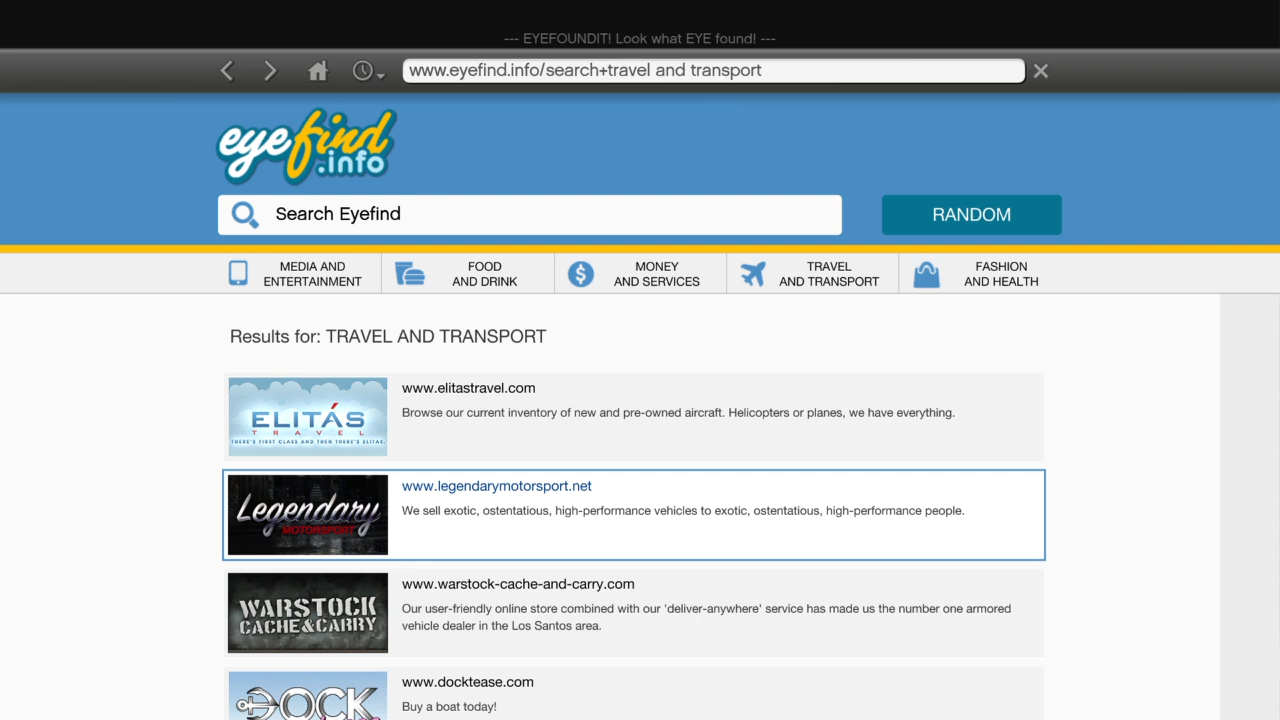 --- EYEFOUNDIT! Look what EYE found! ---
www.eyefind.info/search+travel and transport
eyefind
.info
Search Eyefind
RANDOM
MEDIA AND
ENTERTAINMENT
FOOD
AND DRINK
MONEY
AND SERVICES
TRAVEL
AND TRANSPORT
FASHION
AND HEALTH
Results for: TRAVEL AND TRANSPORT
ELITÁS
TRAVEL
THERE'S FIRST CLASS AND THEN THERE'S ELITAS.
www.elitastravel.com
Browse our current inventory of new and pre-owned aircraft. Helicopters or planes, we have everything.
Legendary
MOTORSPORT
www.legendarymotorsport.net
We sell exotic, ostentatious, high-performance vehicles to exotic, ostentatious, high-performance people.
WARSTOCK
CACHE&CARRY
www.warstock-cache-and-carry.com
Our user-friendly online store combined with our 'deliver-anywhere' service has made us the number one armored
vehicle dealer in the Los Santos area.
DOCK
www.docktease.com
Buy a boat today!